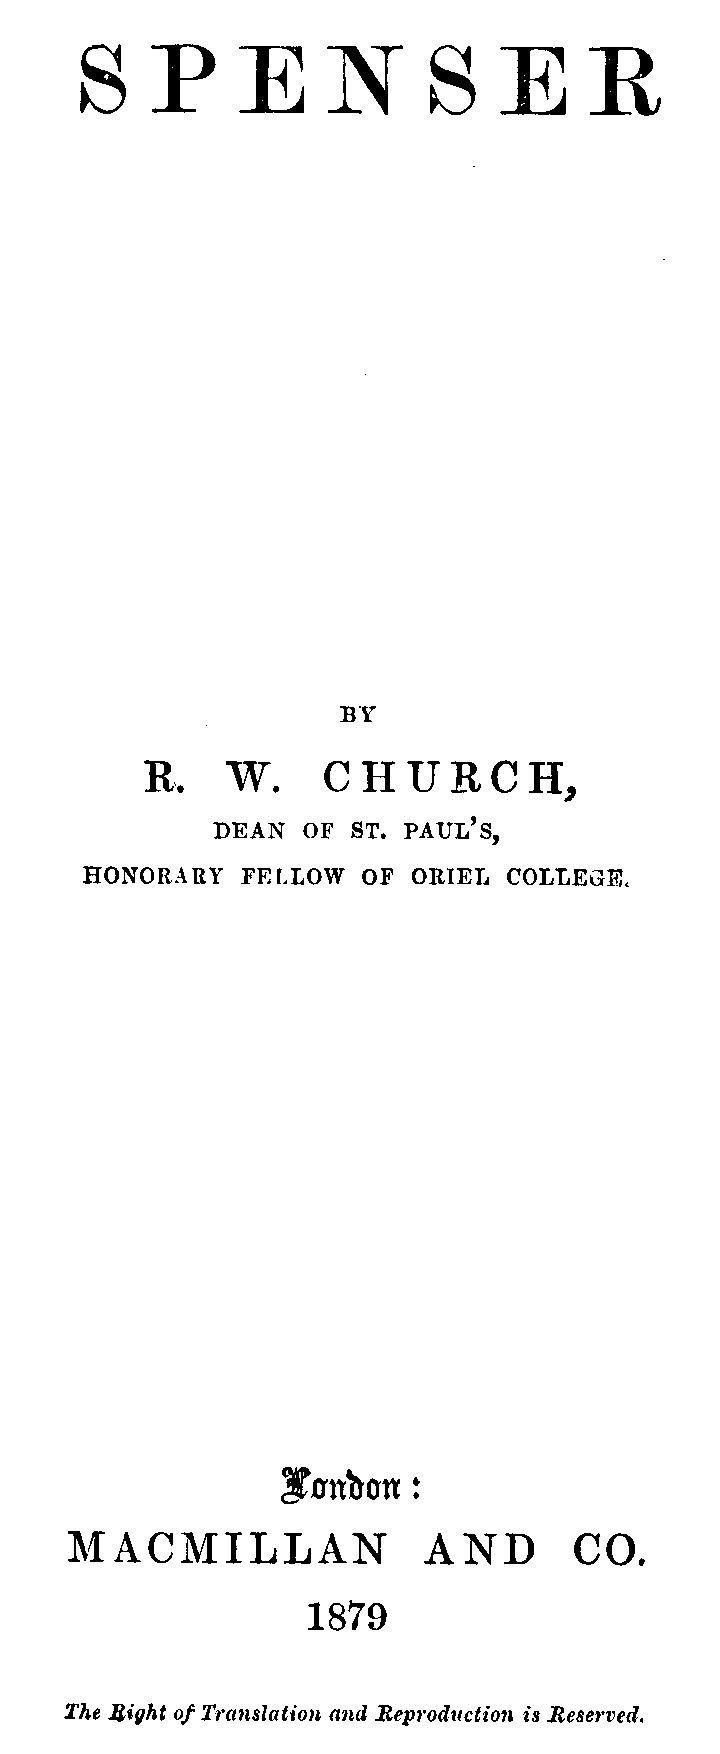 SPENSER
BY
R. W. CHURCH,
DEAN OF ST. PAUL'S,
HONORARY FELLOW OF ORIEL COLLEGE.
London:
MACMILLAN AND CO.
1879
The Right of Translation and Reproduction is Reserved.